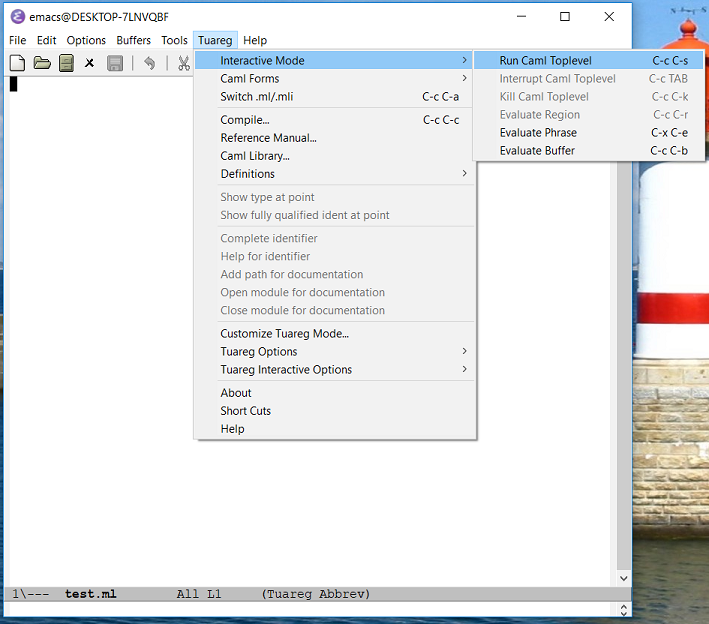 emacs@DESKTOP-7LNVQBF
File Edit Options Buffers Tools Tuareg Help
Interactive Mode
Caml Forms
Switch .ml/.mli C-c C-a
Compile... C-c C-c
Reference Manual...
Caml Library...
Definitions
Show type at point
Show fully qualified ident at point
Complete identifier
Help for identifier
Add path for documentation
Open module for documentation
Close module for documentation
Customize Tuareg Mode...
Tuareg Options
Tuareg Interactive Options
About
Short Cuts
Help
Run Caml Toplevel C-c C-s
Interrupt Caml Toplevel C-c TAB
Kill Caml Toplevel C-c C-k
Evaluate Region C-c C-r
Evaluate Phrase C-x C-e
Evaluate Buffer C-c C-b
1\--- test.ml All L1 (Tuareg Abbrev)